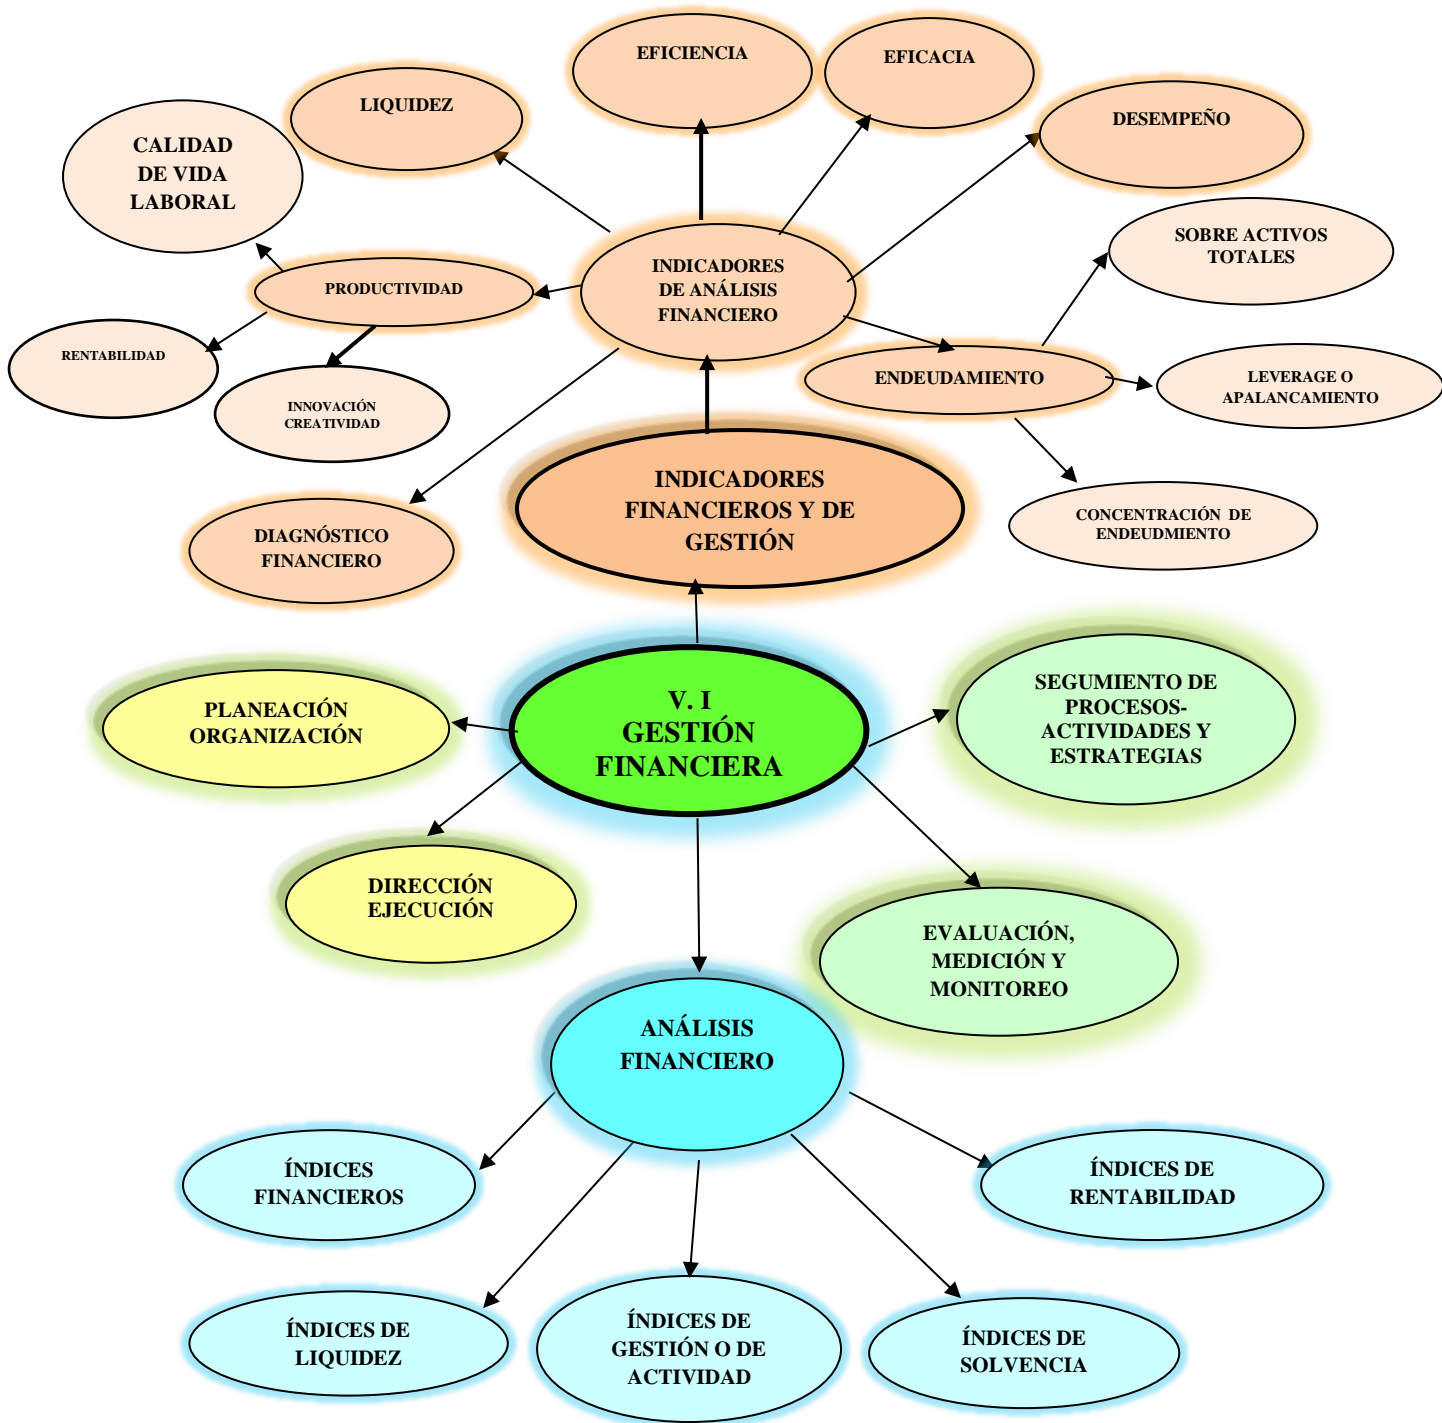 EFICIENCIA
EFICACIA
LIQUIDEZ
DESEMPEÑO
CALIDAD
DE VIDA
LABORAL
SOBRE ACTIVOS
TOTALES
INDICADORES
DE ANÁLISIS
FINANCIERO
PRODUCTIVIDAD
RENTABILIDAD
INNOVACIÓN
CREATIVIDAD
ENDEUDAMIENTO
LEVERAGE O
APALANCAMIENTO
INDICADORES
FINANCIEROS Y DE
GESTIÓN
CONCENTRACIÓN DE
ENDEUDMIENTO
DIAGNÓSTICO
FINANCIERO
PLANEACIÓN
ORGANIZACIÓN
V. I
GESTIÓN
FINANCIERA
SEGUMIENTO DE
PROCESOS-
ACTIVIDADES Y
ESTRATEGIAS
DIRECCIÓN
EJECUCIÓN
EVALUACIÓN,
MEDICIÓN Y
MONITOREO
ANÁLISIS
FINANCIERO
ÍNDICES
FINANCIEROS
ÍNDICES DE
RENTABILIDAD
ÍNDICES DE
LIQUIDEZ
ÍNDICES DE
GESTIÓN O DE
ACTIVIDAD
ÍNDICES DE
SOLVENCIA